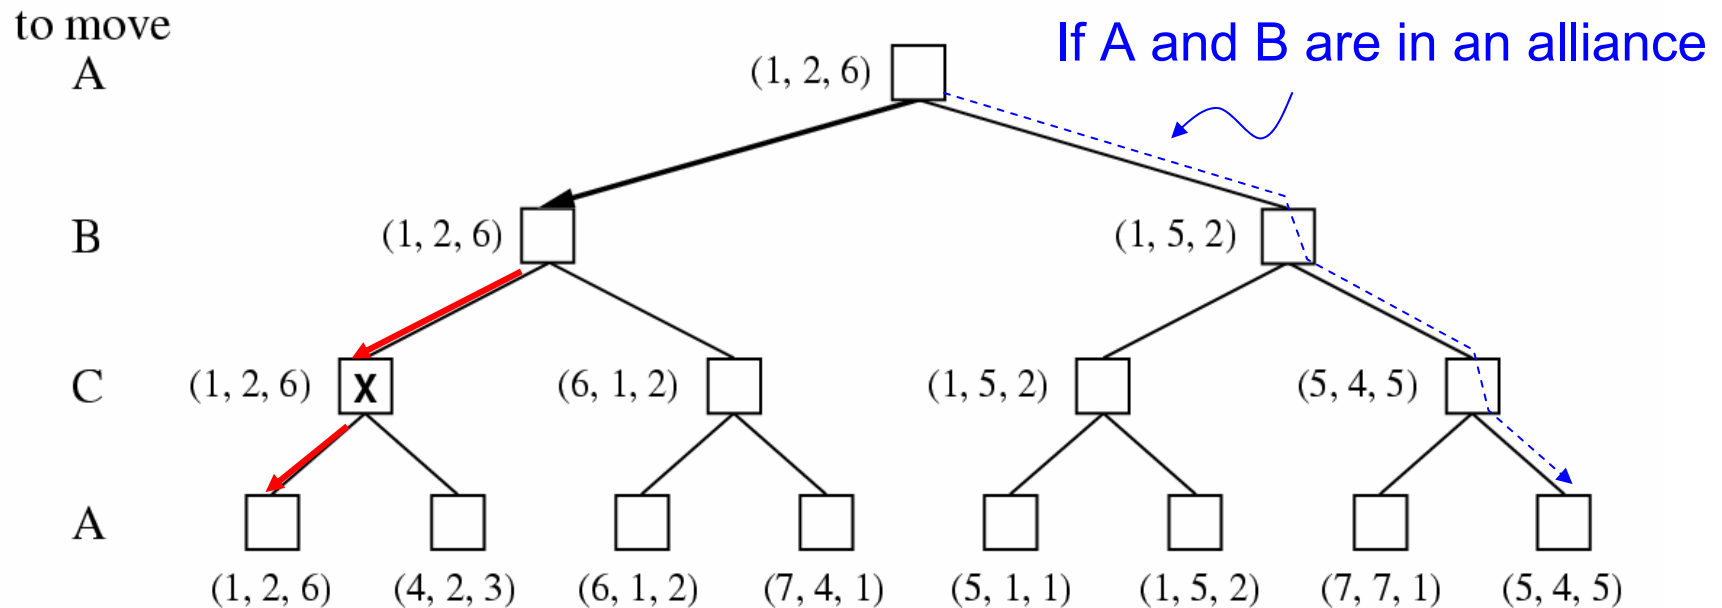 to move
If A and B are in an alliance
A (1, 2, 6)
B (1, 2, 6) (1, 5, 2)
C (1, 2, 6) X (6, 1, 2) (1, 5, 2) (5, 4, 5)
A
(1, 2, 6) (4, 2, 3) (6, 1, 2) (7, 4, 1) (5, 1, 1) (1, 5, 2) (7, 7, 1) (5, 4, 5)